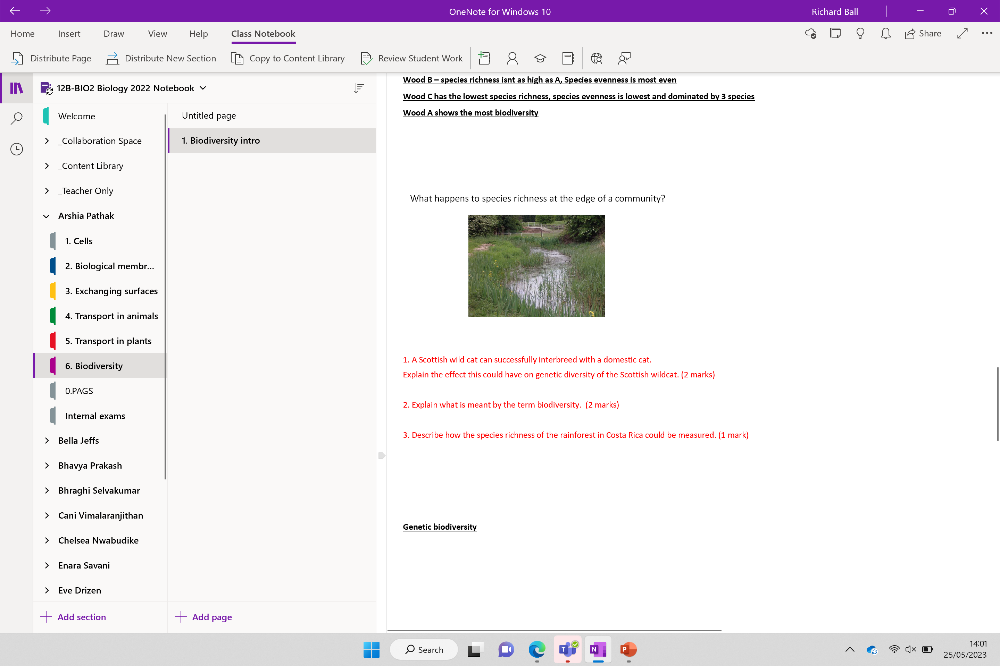 OneNote for Windows 10
Richard Ball
Home Insert Draw View Help Class Notebook
Share
Distribute Page Distribute New Section Copy to Content Library Review Student Work
12B-BIO2 Biology 2022 Notebook
Welcome
_Collaboration Space
_Content Library
_Teacher Only
Arshia Pathak
1. Cells
2. Biological membr...
3. Exchanging surfaces
4. Transport in animals
5. Transport in plants
6. Biodiversity
0.PAGS
Internal exams
Bella Jeffs
Bhavya Prakash
Bhraghi Selvakumar
Cani Vimalaranjithan
Chelsea Nwabudike
Enara Savani
Eve Drizen
Add section
Untitled page
1. Biodiversity intro
Add page
Wood B – species richness isnt as high as A, Species evenness is most even
Wood C has the lowest species richness, species evenness is lowest and dominated by 3 species
Wood A shows the most biodiversity
What happens to species richness at the edge of a community?
1. A Scottish wild cat can successfully interbreed with a domestic cat.
Explain the effect this could have on genetic diversity of the Scottish wildcat. (2 marks)
2. Explain what is meant by the term biodiversity. (2 marks)
3. Describe how the species richness of the rainforest in Costa Rica could be measured. (1 mark)
Genetic biodiversity
Search
T
N
P
14:01
25/05/2023